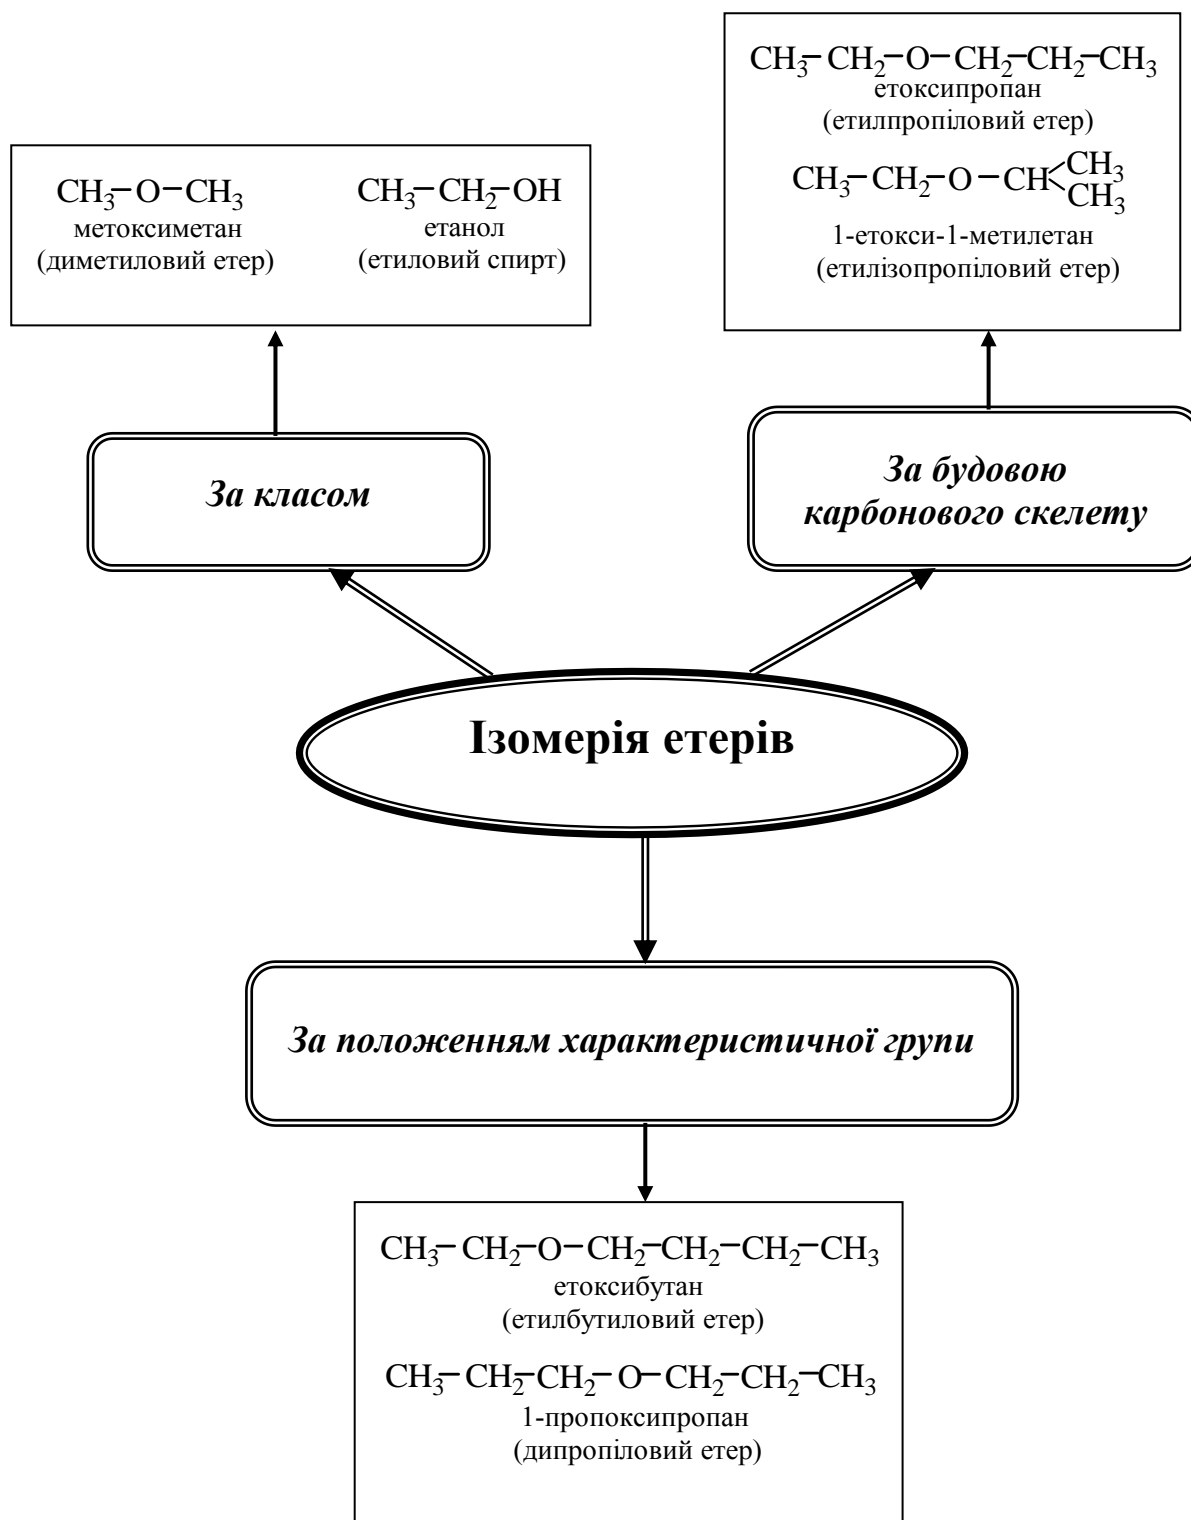 CH₃–CH₂–O–CH₂–CH₂–CH₃
етоксипропан
(етилпропіловий етер)
CH₃–CH₂–O–CH
CH₃
CH₃
1-етокси-1-метилетан
(етилізопропіловий етер)
CH₃–O–CH₃
метоксиметан
(диметиловий етер)
CH₃–CH₂–OH
етанол
(етиловий спирт)
За класом
За будовою
карбонового скелету
Ізомерія етерів
За положенням характеристичної групи
CH₃–CH₂–O–CH₂–CH₂–CH₂–CH₃
етоксибутан
(етилбутиловий етер)
CH₃–CH₂–CH₂–O–CH₂–CH₂–CH₃
1-пропоксипропан
(дипропіловий етер)